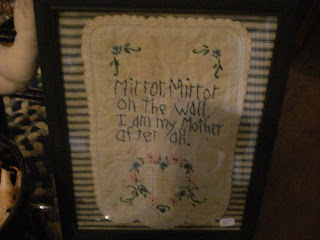 Mirror, Mirror
on the wall,
I am my Mother
after all.